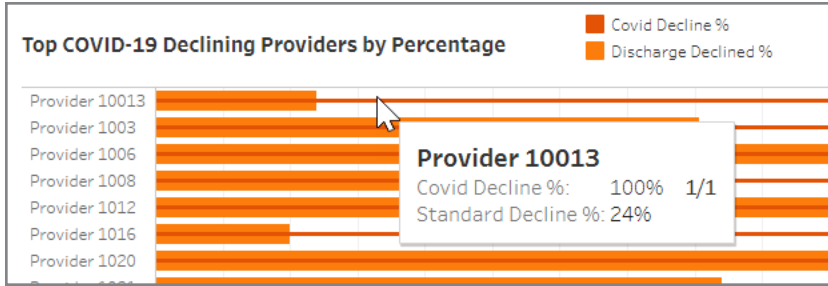 Top COVID-19 Declining Providers by Percentage
Covid Decline %
Discharge Declined %
Provider 10013
Provider 1003
Provider 1006
Provider 1008
Provider 1012
Provider 1016
Provider 1020
Provider 10013
Covid Decline %: 100% 1/1
Standard Decline %: 24%